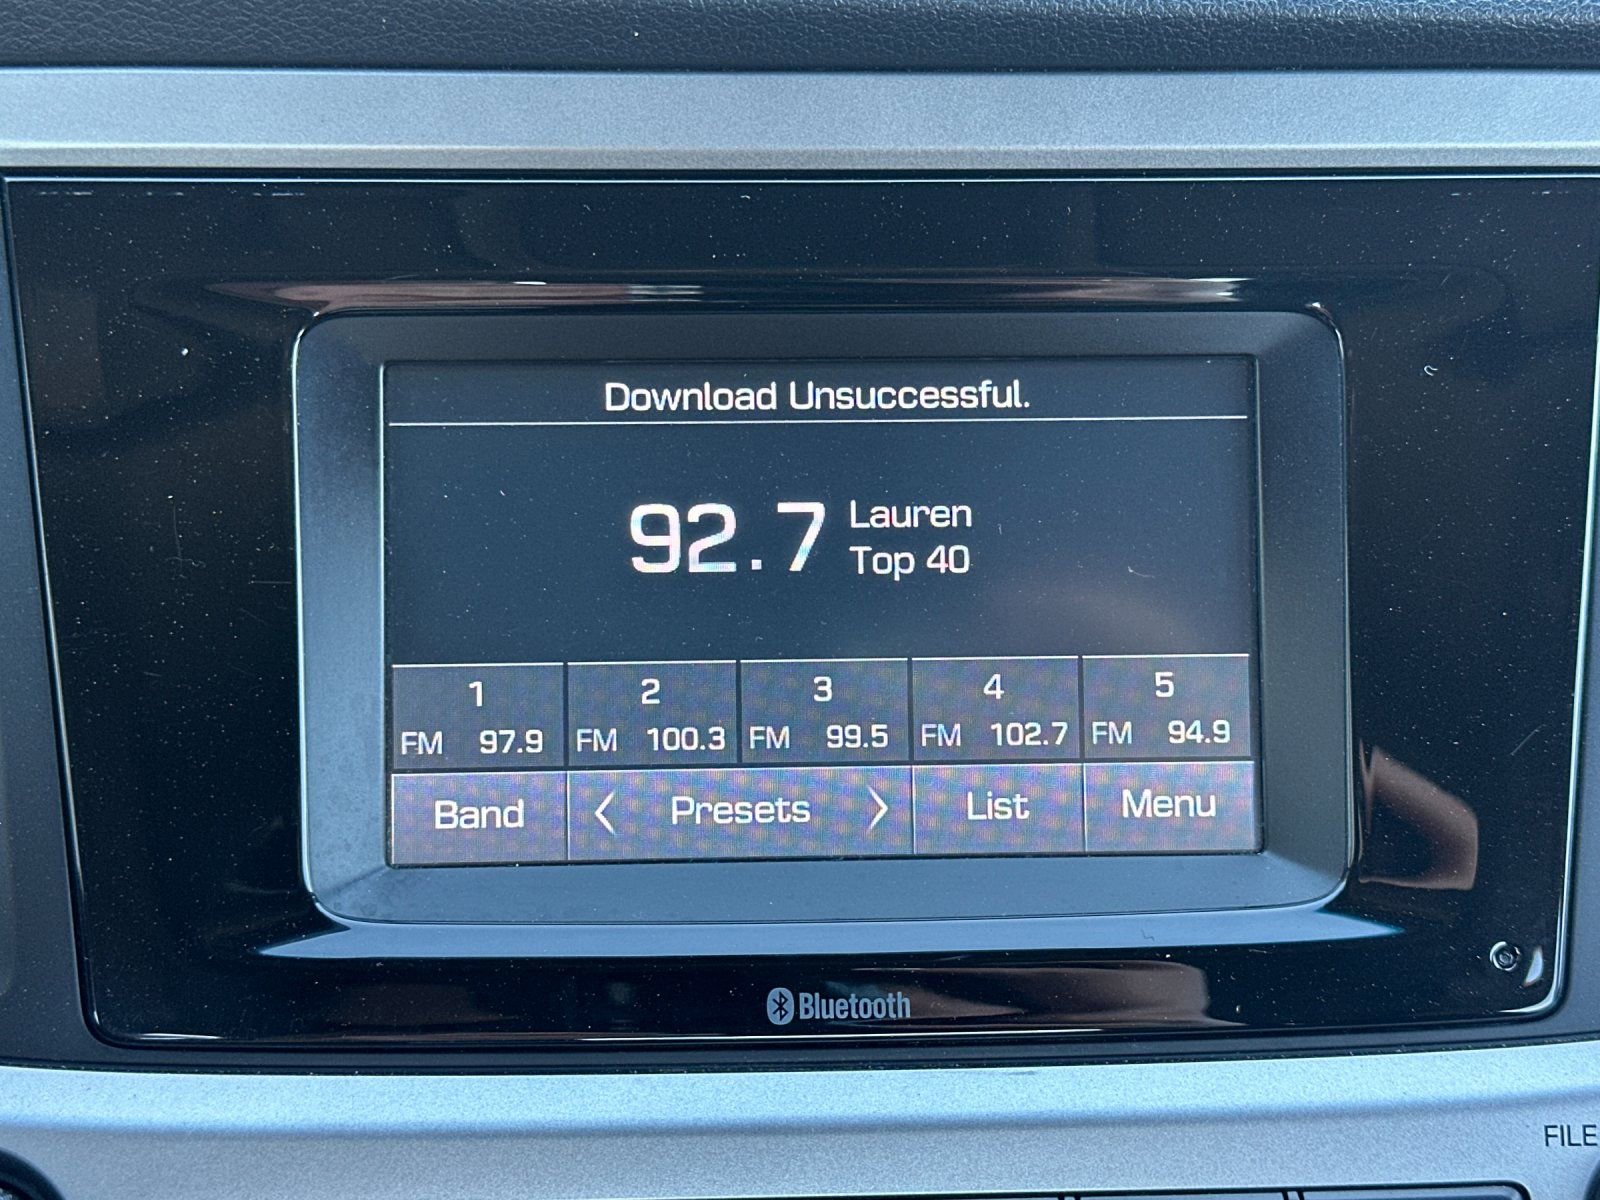 Download Unsuccessful.
92.7
Lauren
Top 40
1 2 3 4 5
FM 97.9 FM 100.3 FM 99.5 FM 102.7 FM 94.9
Band < Presets > List Menu
Bluetooth
FILE